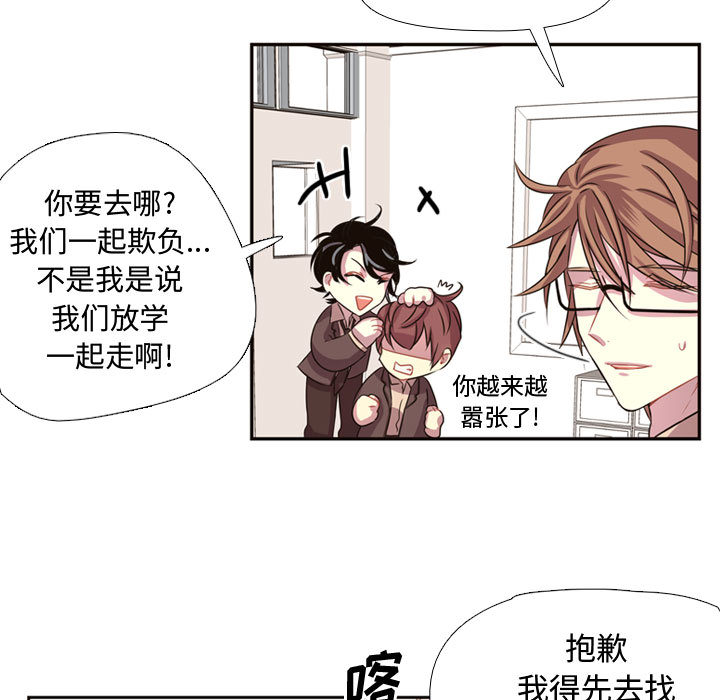 你要去哪?
我们一起欺负...
不是我是说
我们放学
一起走啊!
你越来越
嚣张了!
喀
抱歉
我得先去找